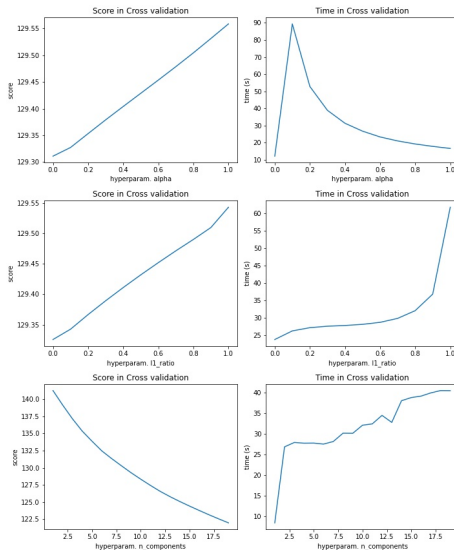 Score in Cross validation
score
129.55
129.50
129.45
129.40
129.35
129.30
0.0 0.2 0.4 0.6 0.8 1.0
hyperparam. alpha
Time in Cross validation
time (s)
90
80
70
60
50
40
30
20
10
0.0 0.2 0.4 0.6 0.8 1.0
hyperparam. alpha
Score in Cross validation
score
129.55
129.50
129.45
129.40
129.35
0.0 0.2 0.4 0.6 0.8 1.0
hyperparam. l1_ratio
Time in Cross validation
time (s)
60
55
50
45
40
35
30
25
0.0 0.2 0.4 0.6 0.8 1.0
hyperparam. l1_ratio
Score in Cross validation
score
140.0
137.5
135.0
132.5
130.0
127.5
125.0
122.5
2.5 5.0 7.5 10.0 12.5 15.0 17.5
hyperparam. n_components
Time in Cross validation
time (s)
40
35
30
25
20
15
10
2.5 5.0 7.5 10.0 12.5 15.0 17.5
hyperparam. n_components